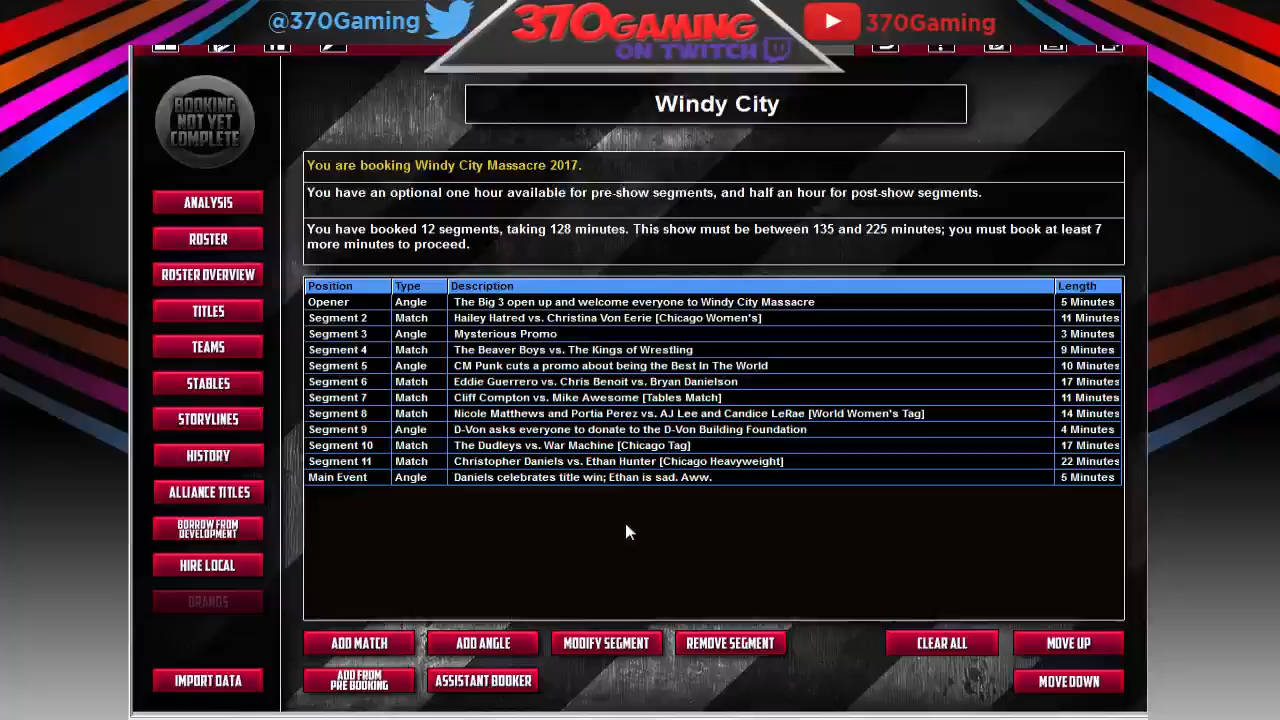 @370Gaming
370GAMING
ON TWITCH
370GAMING
BOOKING
NOT YET
COMPLETE
Windy City
You are booking Windy City Massacre 2017.
You have an optional one hour available for pre-show segments, and half an hour for post-show segments.
You have booked 12 segments, taking 128 minutes. This show must be between 135 and 225 minutes; you must book at least 7
more minutes to proceed.
ANALYSIS
ROSTER
ROSTER OVERVIEW
TITLES
TEAMS
STABLES
STORYLINES
HISTORY
ALLIANCE TITLES
BORROW FROM
DEVELOPMENT
HIRE LOCAL
BRANDS
IMPORT DATA
Position Type Description Length
Opener Angle The Big 3 open up and welcome everyone to Windy City Massacre 5 Minutes
Segment 2 Match Hailey Hatred vs. Christina Von Eerie [Chicago Women's] 11 Minutes
Segment 3 Angle Mysterious Promo 3 Minutes
Segment 4 Match The Beaver Boys vs. The Kings of Wrestling 9 Minutes
Segment 5 Angle CM Punk cuts a promo about being the Best In The World 10 Minutes
Segment 6 Match Eddie Guerrero vs. Chris Benoit vs. Bryan Danielson 17 Minutes
Segment 7 Match Cliff Compton vs. Mike Awesome [Tables Match] 11 Minutes
Segment 8 Match Nicole Matthews and Portia Perez vs. AJ Lee and Candice LeRae [World Women's Tag] 14 Minutes
Segment 9 Angle D-Von asks everyone to donate to the D-Von Building Foundation 4 Minutes
Segment 10 Match The Dudleys vs. War Machine [Chicago Tag] 17 Minutes
Segment 11 Match Christopher Daniels vs. Ethan Hunter [Chicago Heavyweight] 22 Minutes
Main Event Angle Daniels celebrates title win; Ethan is sad. Aww. 5 Minutes
ADD MATCH ADD ANGLE MODIFY SEGMENT REMOVE SEGMENT CLEAR ALL MOVE UP
ADD FROM
PRE BOOKING
ASSISTANT BOOKER MOVE DOWN